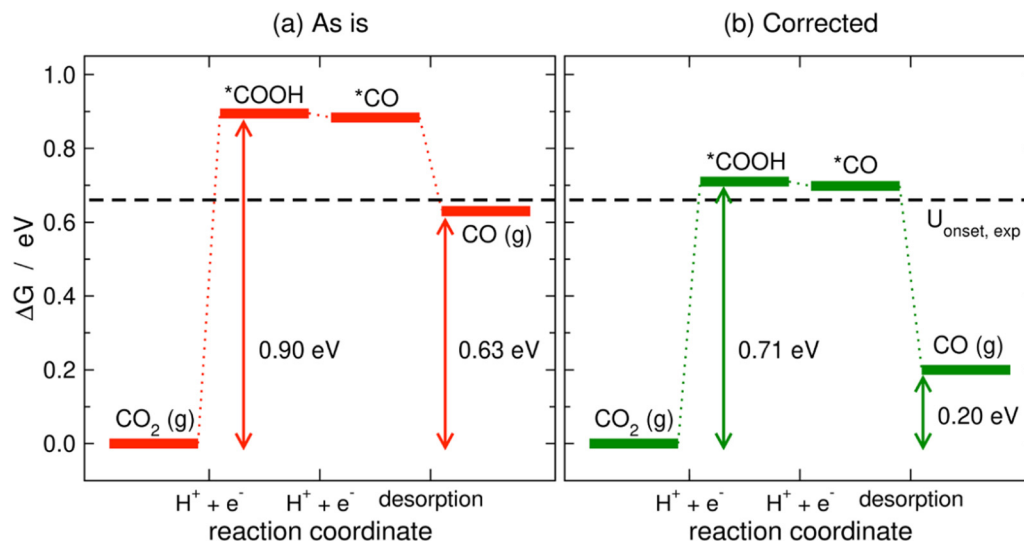 (a) As is
(b) Corrected
ΔG / eV
1.0
0.8
0.6
0.4
0.2
0.0
*COOH
*CO
CO (g)
0.90 eV
0.63 eV
CO2 (g)
H+ + e-
H+ + e-
desorption
reaction coordinate
*COOH
*CO
Uonset, exp
0.71 eV
CO (g)
0.20 eV
CO2 (g)
H+ + e-
H+ + e-
desorption
reaction coordinate